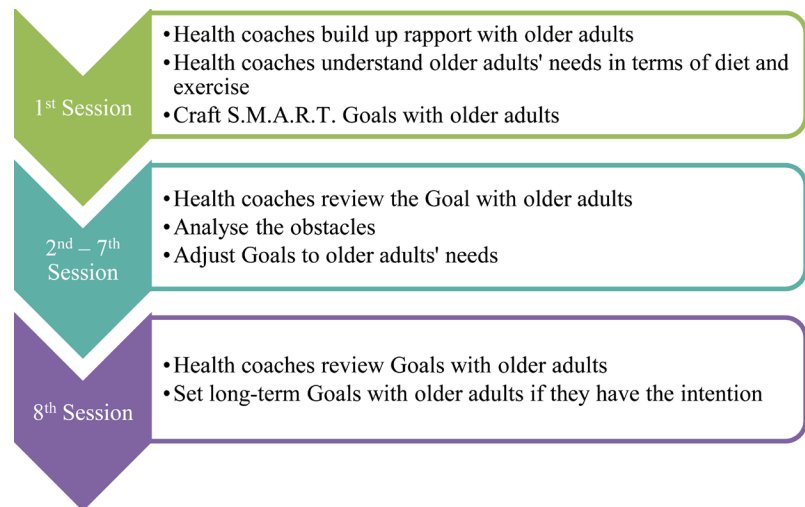 1st Session
•Health coaches build up rapport with older adults
•Health coaches understand older adults' needs in terms of diet and
exercise
•Craft S.M.A.R.T. Goals with older adults
2nd – 7th
Session
•Health coaches review the Goal with older adults
•Analyse the obstacles
•Adjust Goals to older adults' needs
8th Session
•Health coaches review Goals with older adults
•Set long-term Goals with older adults if they have the intention